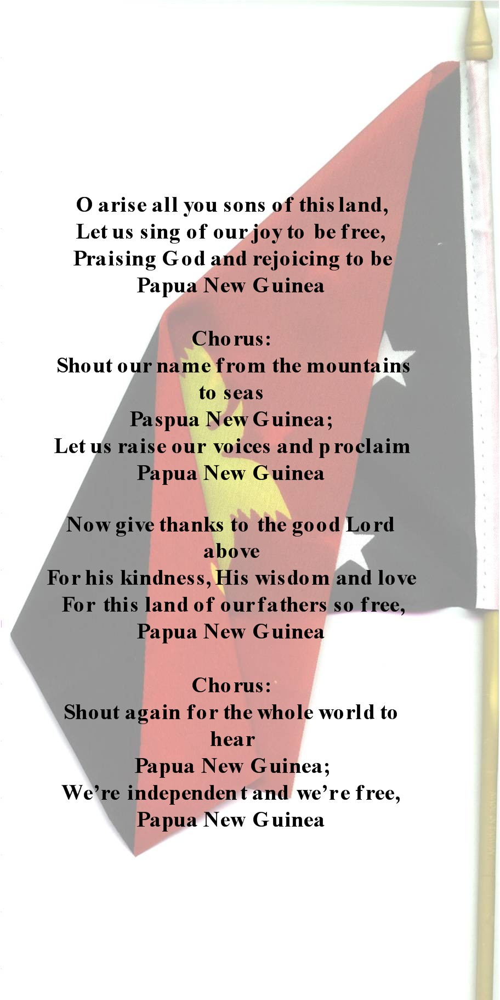 O arise all you sons of this land,
Let us sing of our joy to be free,
Praising God and rejoicing to be
Papua New Guinea
Chorus:
Shout our name from the mountains
to seas
Paspua New Guinea;
Let us raise our voices and proclaim
Papua New Guinea
Now give thanks to the good Lord
above
For his kindness, His wisdom and love
For this land of our fathers so free,
Papua New Guinea
Chorus:
Shout again for the whole world to
hear
Papua New Guinea;
We’re independent and we’re free,
Papua New Guinea